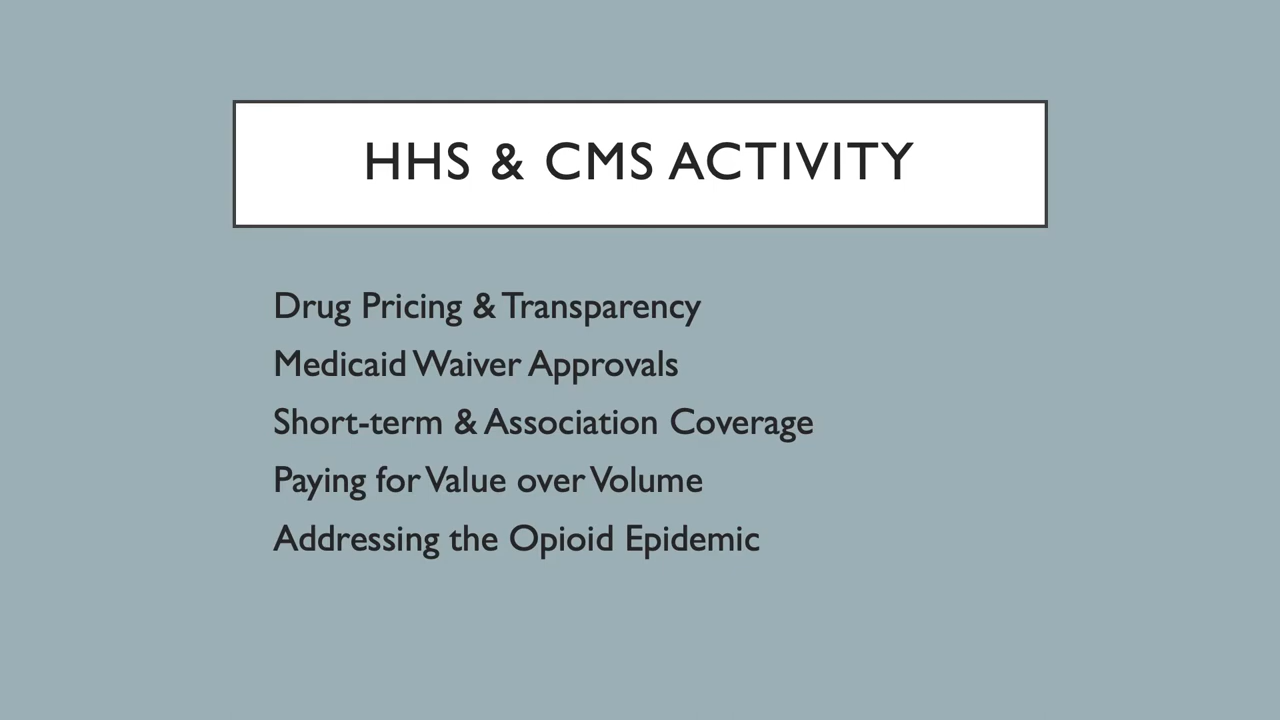 HHS & CMS ACTIVITY
Drug Pricing & Transparency
Medicaid Waiver Approvals
Short-term & Association Coverage
Paying for Value over Volume
Addressing the Opioid Epidemic